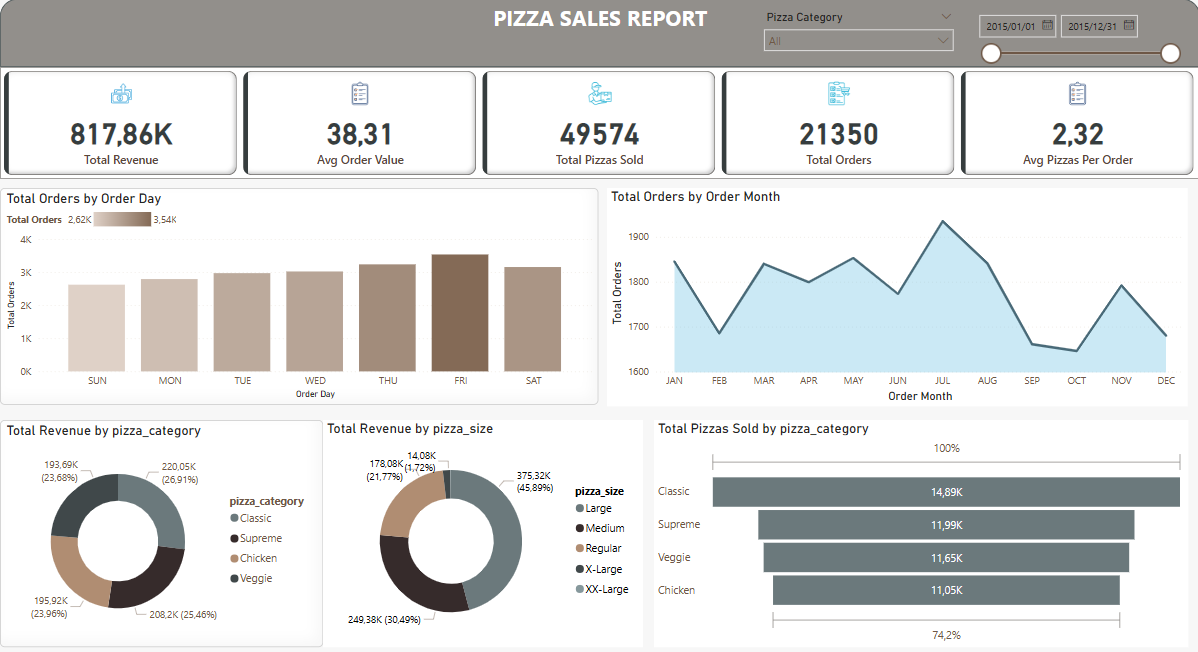 PIZZA SALES REPORT
Pizza Category
All
2015/01/01
2015/12/31
817,86K
Total Revenue
38,31
Avg Order Value
49574
Total Pizzas Sold
21350
Total Orders
2,32
Avg Pizzas Per Order
Total Orders by Order Day
Total Orders 2,62K 3,54K
4K
3K
2K
1K
0K
Total Orders
SUN MON TUE WED THU FRI SAT
Order Day
Total Orders by Order Month
1900
1800
1700
1600
Total Orders
JAN FEB MAR APR MAY JUN JUL AUG SEP OCT NOV DEC
Order Month
Total Revenue by pizza_category
193,69K
(23,68%)
220,05K
(26,91%)
195,92K
(23,96%)
208,2K (25,46%)
pizza_category
Classic
Supreme
Chicken
Veggie
Total Revenue by pizza_size
14,08K
(1,72%)
178,08K
(21,77%)
375,32K
(45,89%)
249,38K (30,49%)
pizza_size
Large
Medium
Regular
X-Large
XX-Large
Total Pizzas Sold by pizza_category
100%
Classic 14,89K
Supreme 11,99K
Veggie 11,65K
Chicken 11,05K
74,2%